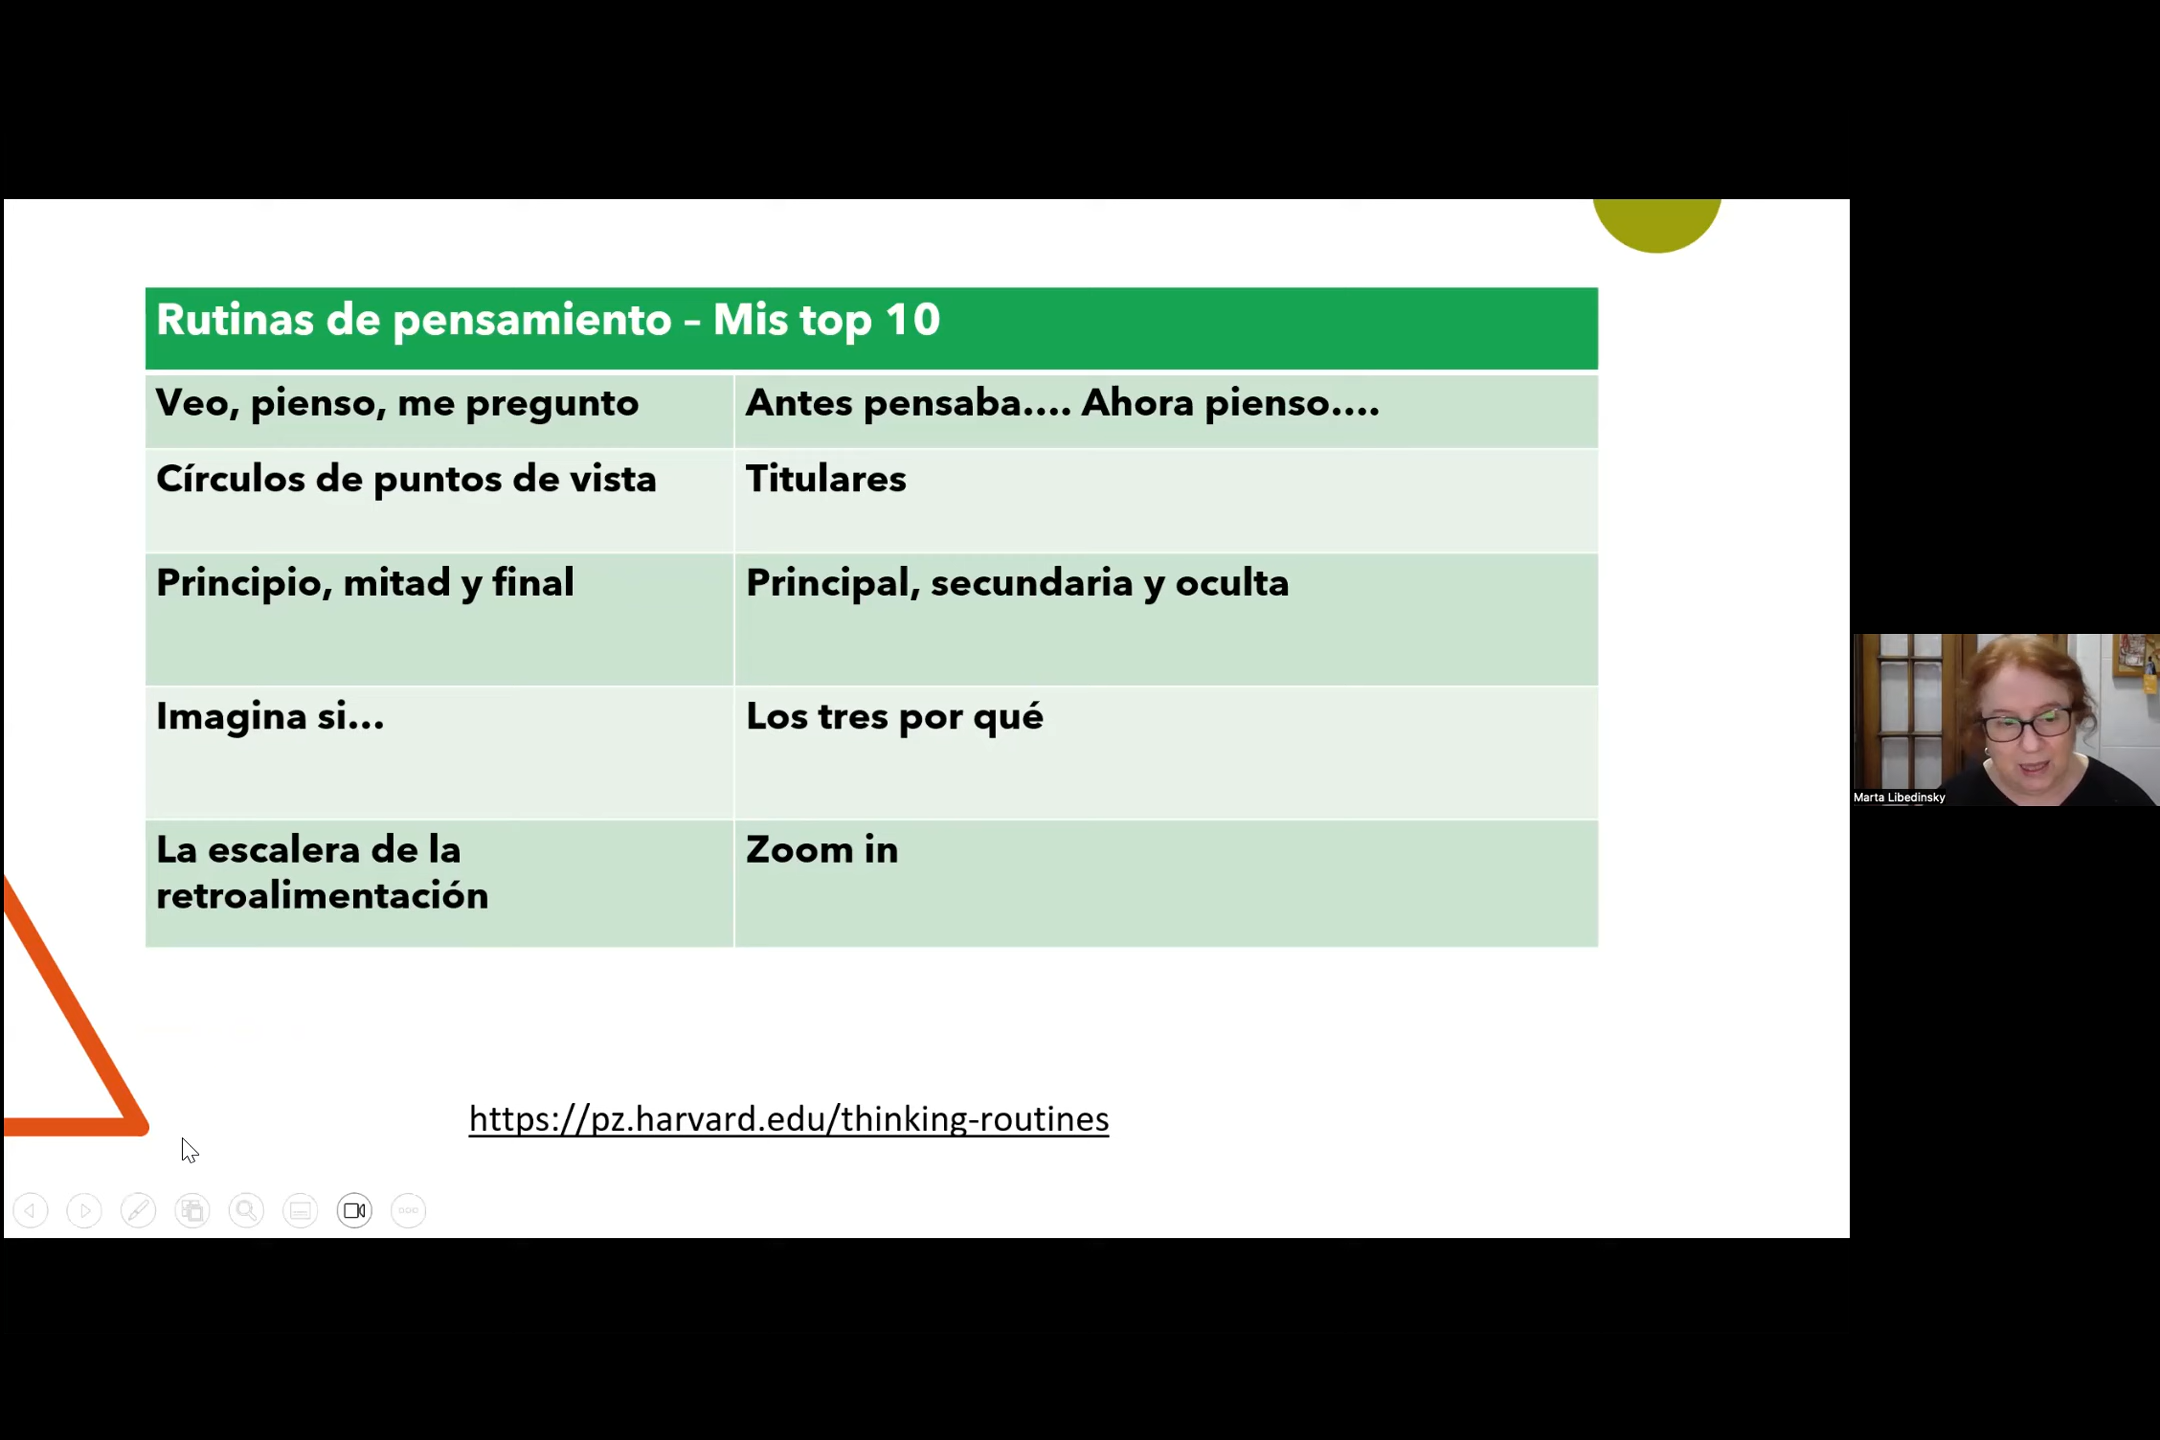 Rutinas de pensamiento – Mis top 10
Veo, pienso, me pregunto
Antes pensaba.... Ahora pienso....
Círculos de puntos de vista
Titulares
Principio, mitad y final
Principal, secundaria y oculta
Imagina si...
Los tres por qué
La escalera de la
retroalimentación
Zoom in
https://pz.harvard.edu/thinking-routines
Marta Libedinsky